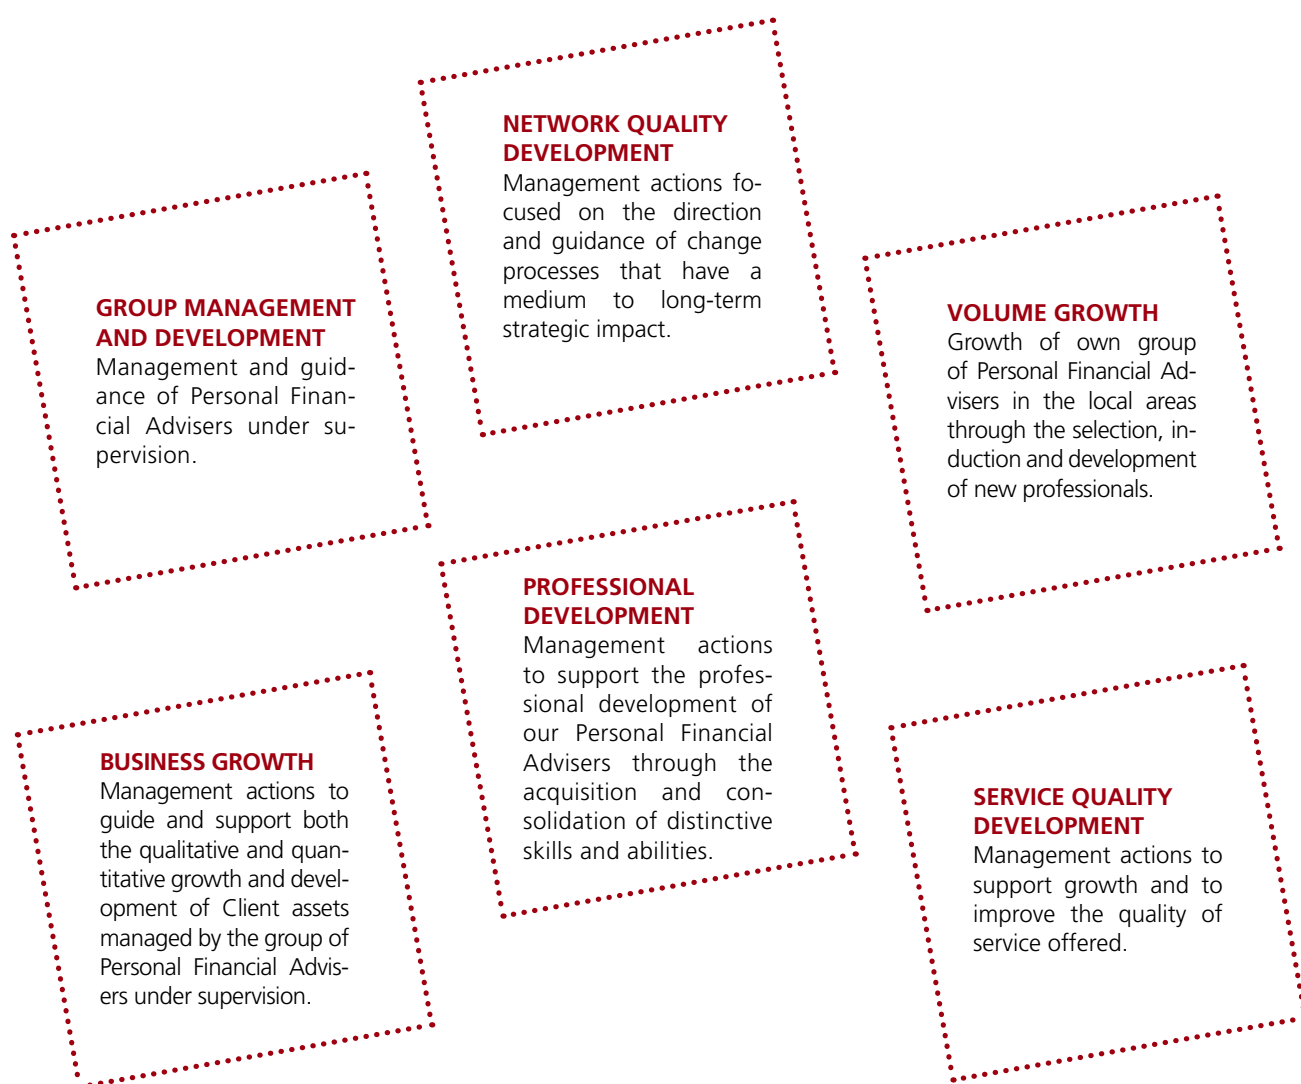 NETWORK QUALITY
DEVELOPMENT
Management actions fo-
cused on the direction
and guidance of change
processes that have a
medium to long-term
strategic impact.
GROUP MANAGEMENT
AND DEVELOPMENT
Management and guid-
ance of Personal Finan-
cial Advisers under su-
pervision.
VOLUME GROWTH
Growth of own group
of Personal Financial Ad-
visers in the local areas
through the selection, in-
duction and development
of new professionals.
PROFESSIONAL
DEVELOPMENT
Management actions
to support the profes-
sional development of
our Personal Financial
Advisers through the
acquisition and con-
solidation of distinctive
skills and abilities.
BUSINESS GROWTH
Management actions to
guide and support both
the qualitative and quan-
titative growth and devel-
opment of Client assets
managed by the group of
Personal Financial Advis-
ers under supervision.
SERVICE QUALITY
DEVELOPMENT
Management actions to
support growth and to
improve the quality of
service offered.